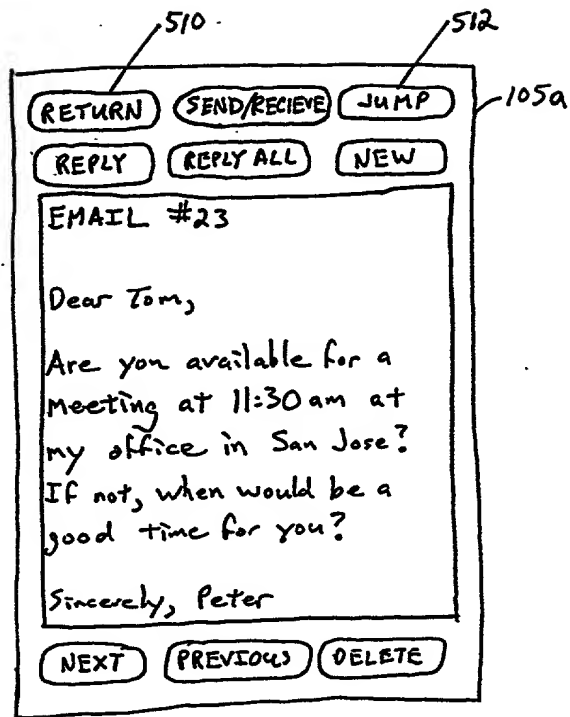 510 512
RETURN SEND/RECIEVE JUMP 105a
REPLY REPLY ALL NEW
EMAIL #23
Dear Tom,
Are you available for a
meeting at 11:30 am at
my office in San Jose?
If not, when would be a
good time for you?
Sincerely, Peter
NEXT PREVIOUS DELETE